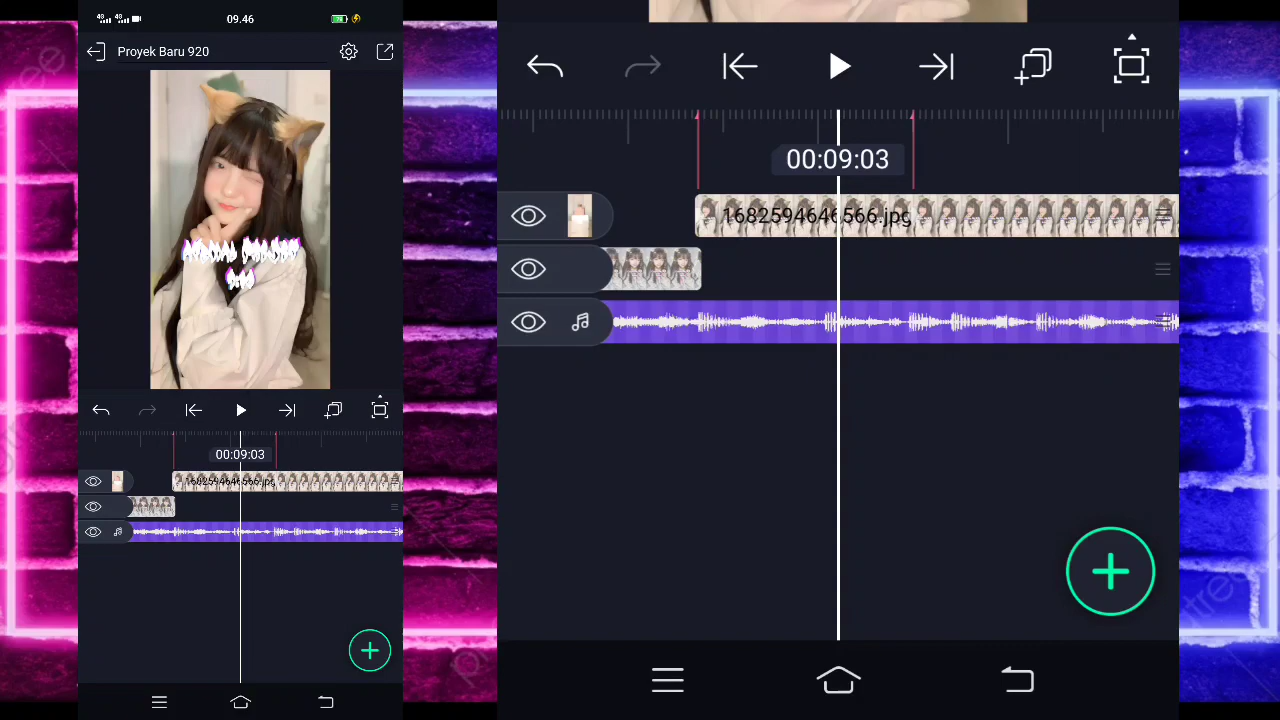 09.46
Proyek Baru 920
00:09:03
1682594646566.jpg
00:09:03
1682594646566.jpg